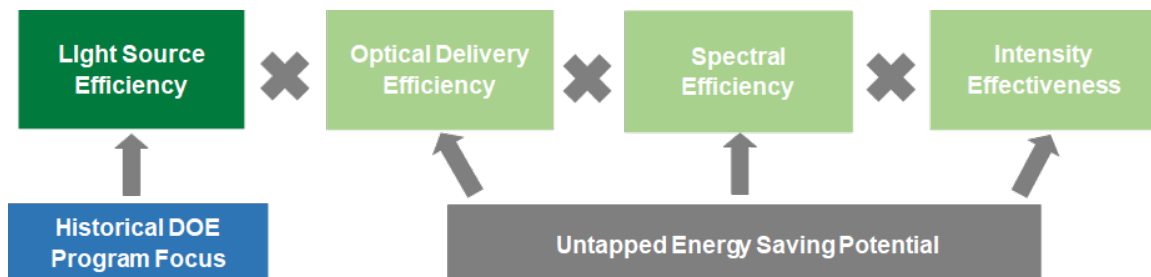 LIght Source
Efficiency
Optical Delivery
Efficiency
Spectral
Efficiency
Intensity
Effectiveness
Historical DOE
Program Focus
Untapped Energy Saving Potential